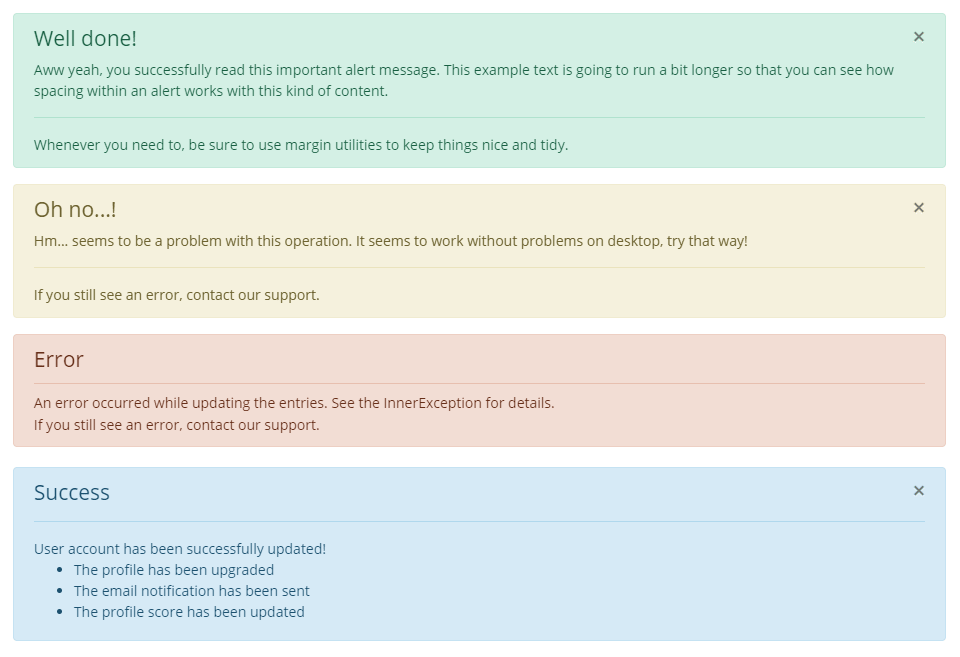 Well done!
×
Aww yeah, you successfully read this important alert message. This example text is going to run a bit longer so that you can see how
spacing within an alert works with this kind of content.
Whenever you need to, be sure to use margin utilities to keep things nice and tidy.
Oh no...!
×
Hm... seems to be a problem with this operation. It seems to work without problems on desktop, try that way!
If you still see an error, contact our support.
Error
An error occurred while updating the entries. See the InnerException for details.
If you still see an error, contact our support.
Success
×
User account has been successfully updated!
• The profile has been upgraded
• The email notification has been sent
• The profile score has been updated